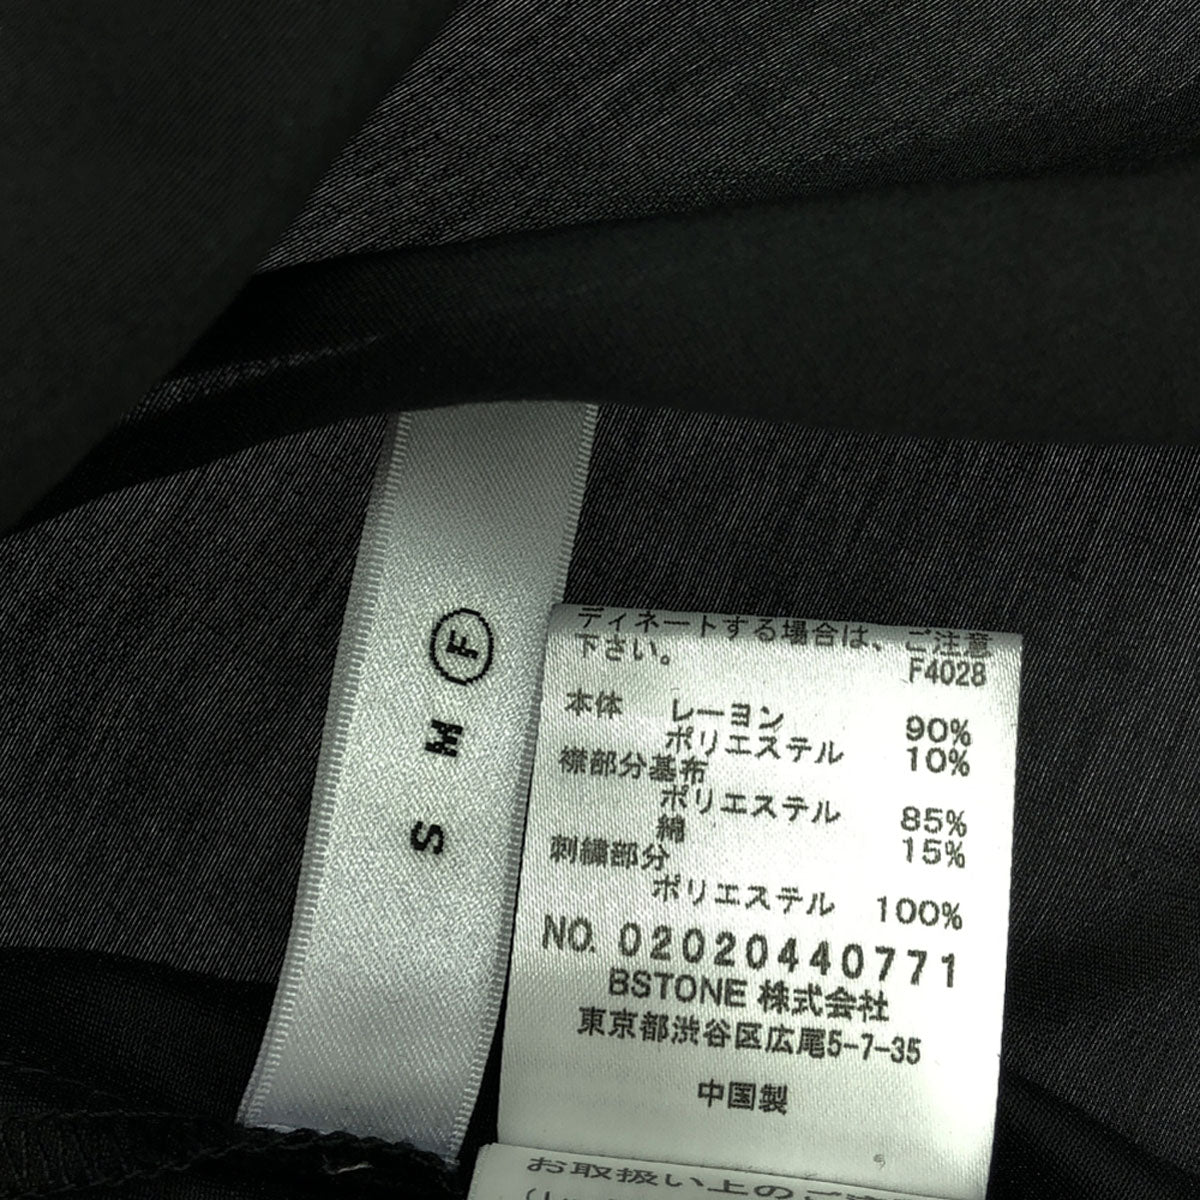 S M F
ディネートする場合は、ご注意
下さい。
F4028
本体 レーヨン 90%
ポリエステル 10%
襟部分基布
ポリエステル 85%
綿 15%
刺繍部分
ポリエステル 100%
NO. 02020440771
BSTONE 株式会社
東京都渋谷区広尾5-7-35
中国製
お取扱い上のご